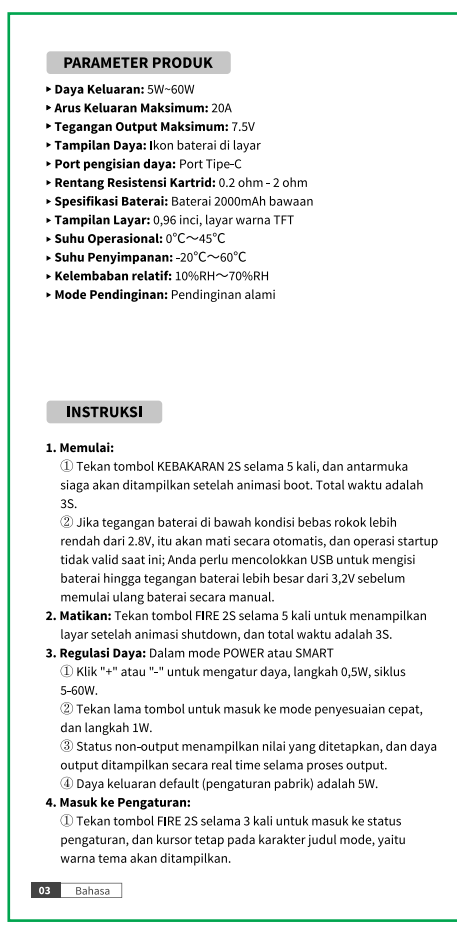 PARAMETER PRODUK
▸ Daya Keluaran: 5W~60W
▸ Arus Keluaran Maksimum: 20A
▸ Tegangan Output Maksimum: 7.5V
▸ Tampilan Daya: Ikon baterai di layar
▸ Port pengisian daya: Port Tipe-C
▸ Rentang Resistensi Kartrid: 0.2 ohm - 2 ohm
▸ Spesifikasi Baterai: Baterai 2000mAh bawaan
▸ Tampilan Layar: 0,96 inci, layar warna TFT
▸ Suhu Operasional: 0℃～45℃
▸ Suhu Penyimpanan: -20℃～60℃
▸ Kelembaban relatif: 10%RH～70%RH
▸ Mode Pendinginan: Pendinginan alami
INSTRUKSI
1. Memulai:
① Tekan tombol KEBAKARAN 2S selama 5 kali, dan antarmuka
siaga akan ditampilkan setelah animasi boot. Total waktu adalah
3S.
② Jika tegangan baterai di bawah kondisi bebas rokok lebih
rendah dari 2.8V, itu akan mati secara otomatis, dan operasi startup
tidak valid saat ini; Anda perlu mencolokkan USB untuk mengisi
baterai hingga tegangan baterai lebih besar dari 3,2V sebelum
memulai ulang baterai secara manual.
2. Matikan: Tekan tombol FIRE 2S selama 5 kali untuk menampilkan
layar setelah animasi shutdown, dan total waktu adalah 3S.
3. Regulasi Daya: Dalam mode POWER atau SMART
① Klik "+" atau "-" untuk mengatur daya, langkah 0,5W, siklus
5-60W.
② Tekan lama tombol untuk masuk ke mode penyesuaian cepat,
dan langkah 1W.
③ Status non-output menampilkan nilai yang ditetapkan, dan daya
output ditampilkan secara real time selama proses output.
④ Daya keluaran default (pengaturan pabrik) adalah 5W.
4. Masuk ke Pengaturan:
① Tekan tombol FIRE 2S selama 3 kali untuk masuk ke status
pengaturan, dan kursor tetap pada karakter judul mode, yaitu
warna tema akan ditampilkan.
03 Bahasa